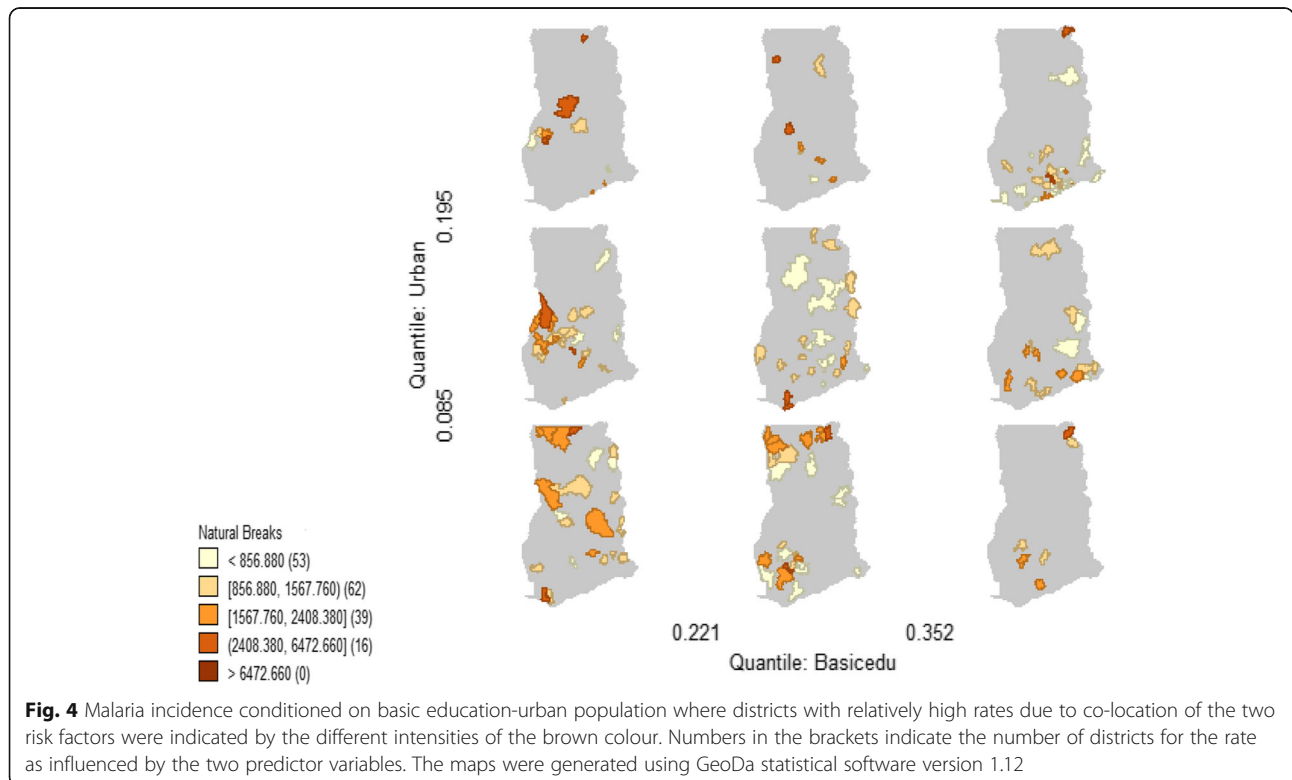 Quantile: Urban
0.195
0.085
Natural Breaks
< 856.880 (53)
[856.880, 1567.760) (62)
[1567.760, 2408.380] (39)
(2408.380, 6472.660] (16)
> 6472.660 (0)
0.221 0.352
Quantile: Basicedu
Fig. 4 Malaria incidence conditioned on basic education-urban population where districts with relatively high rates due to co-location of the two
risk factors were indicated by the different intensities of the brown colour. Numbers in the brackets indicate the number of districts for the rate
as influenced by the two predictor variables. The maps were generated using GeoDa statistical software version 1.12